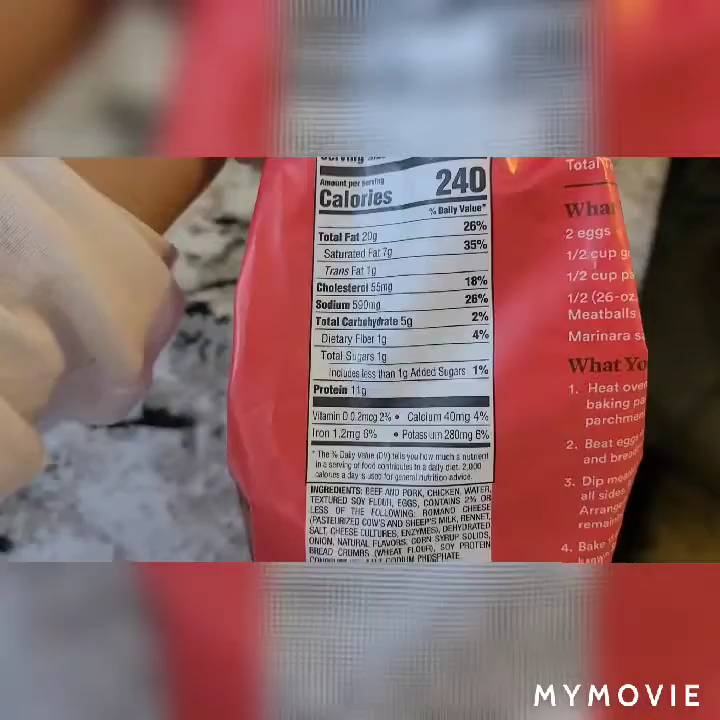 Serving
Amount per serving
Calories 240
% Daily Value*
Total Fat 20g 26%
Saturated Fat 7g 35%
Trans Fat 1g
Cholesterol 55mg 18%
Sodium 590mg 26%
Total Carbohydrate 5g 2%
Dietary Fiber 1g 4%
Total Sugars 1g
Includes less than 1g Added Sugars 1%
Protein 11g
Vitamin D 0.2mcg 2% • Calcium 40mg 4%
Iron 1.2mg 6% • Potassium 280mg 6%
* The % Daily Value (DV) tells you how much a nutrient
in a serving of food contributes to a daily diet. 2,000
calories a day is used for general nutrition advice.
INGREDIENTS: BEEF AND PORK, CHICKEN, WATER,
TEXTURED SOY FLOUR, EGGS, CONTAINS 2% OR
LESS OF THE FOLLOWING: ROMANO CHEESE
(PASTEURIZED COW'S AND SHEEP'S MILK, RENNET,
SALT, CHEESE CULTURES, ENZYMES), DEHYDRATED
ONION, NATURAL FLAVORS, CORN SYRUP SOLIDS,
BREAD CRUMBS (WHEAT FLOUR), SOY PROTEIN
SODIUM PHOSPHATE.
Total
What
2 eggs
1/2 cup
1/2 cup
1/2 (26-oz.
Meatballs
Marinara
What Yo
1. Heat oven
baking
parchmen
2. Beat eggs
and
3. Dip
all sides.
Arrange
remain
4. Bake
MYMOVIE